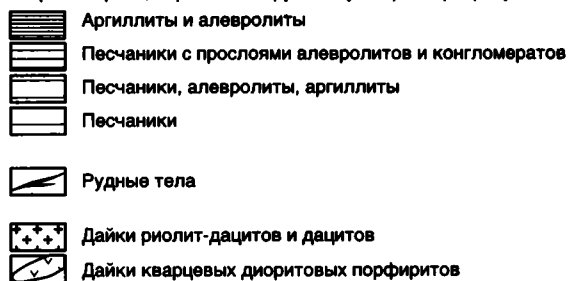 Аргиллиты и алевролиты
Песчаники с прослоями алевролитов и конгломератов
Песчаники, алевролиты, аргиллиты
Песчаники
Рудные тела
Дайки риолит-дацитов и дацитов
Дайки кварцевых диоритовых порфиритов